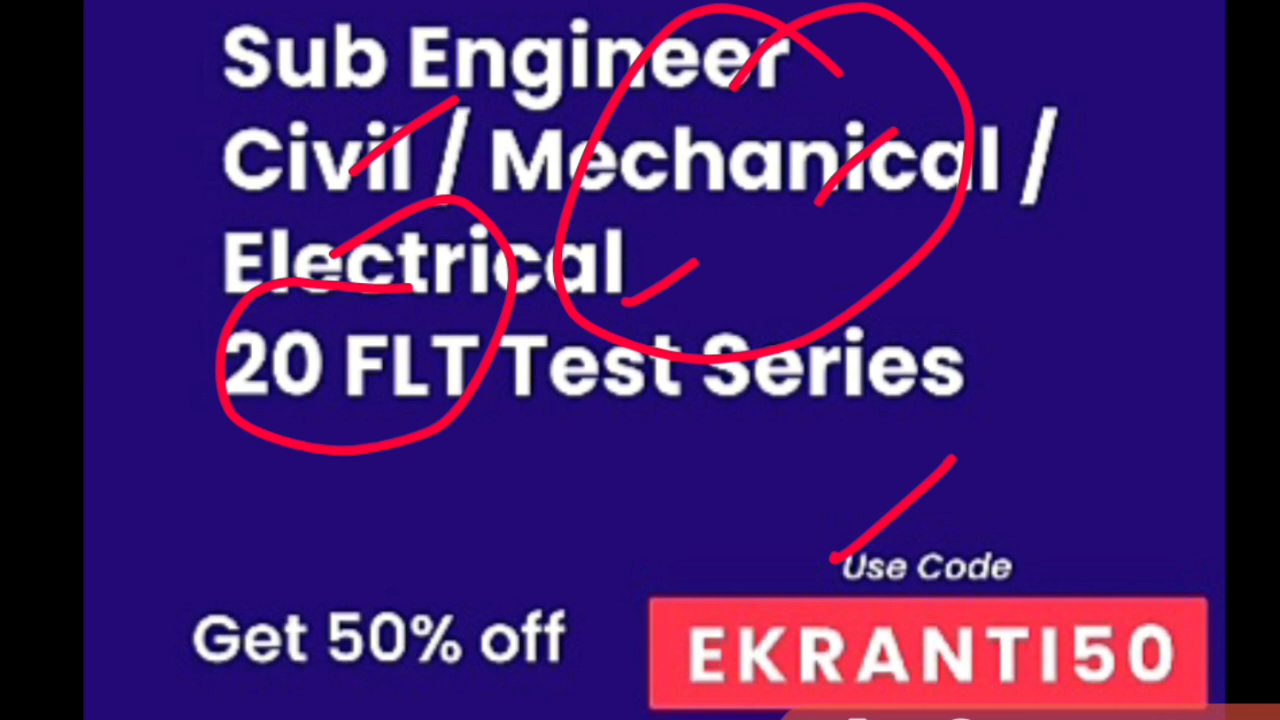 Sub Engineer
Civil / Mechanical /
Electrical
20 FLT Test Series
Use Code
Get 50% off
EKRANTI50